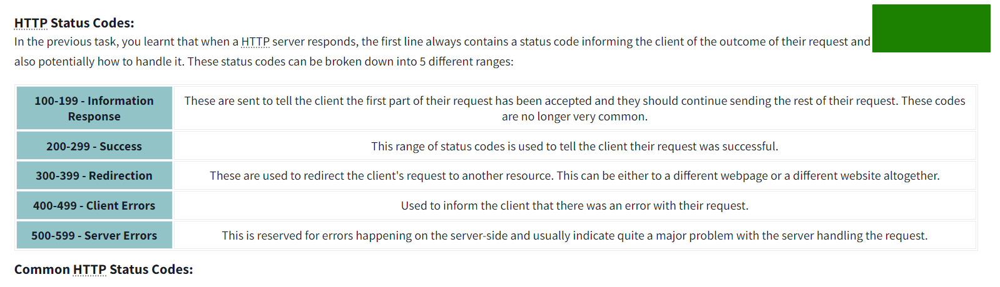 HTTP Status Codes:
In the previous task, you learnt that when a HTTP server responds, the first line always contains a status code informing the client of the outcome of their request and
also potentially how to handle it. These status codes can be broken down into 5 different ranges:
100-199 - Information
Response
These are sent to tell the client the first part of their request has been accepted and they should continue sending the rest of their request. These codes
are no longer very common.
200-299 - Success
This range of status codes is used to tell the client their request was successful.
300-399 - Redirection
These are used to redirect the client's request to another resource. This can be either to a different webpage or a different website altogether.
400-499 - Client Errors
Used to inform the client that there was an error with their request.
500-599 - Server Errors
This is reserved for errors happening on the server-side and usually indicate quite a major problem with the server handling the request.
Common HTTP Status Codes: